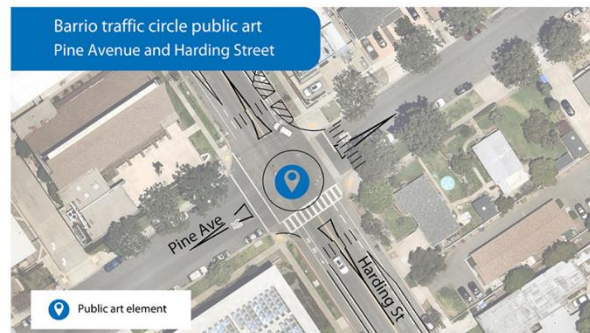 Barrio traffic circle public art
Pine Avenue and Harding Street
Pine Ave
Harding St
Public art element